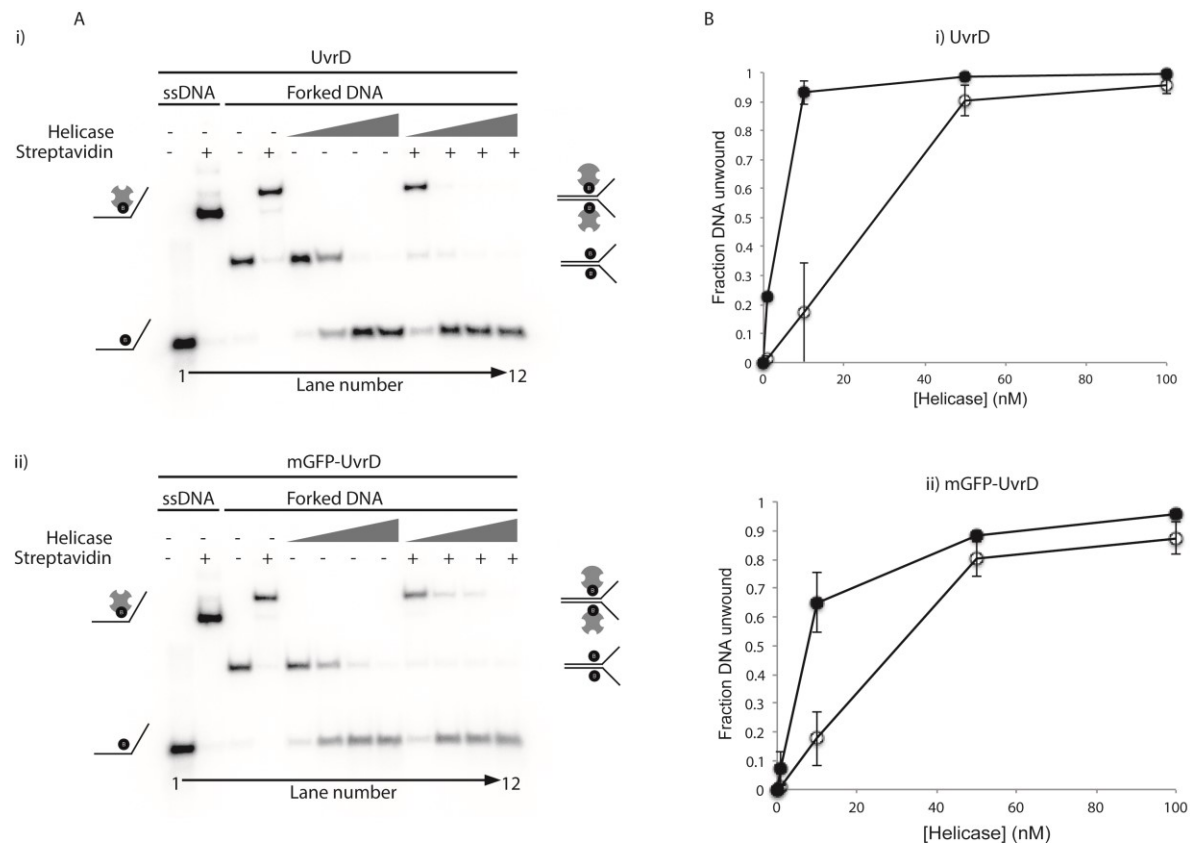 A
i)
UvrD
ssDNA Forked DNA
Helicase - - - -
Streptavidin - + - + - - - - + + + +
1 12
Lane number
ii)
mGFP-UvrD
ssDNA Forked DNA
Helicase - - - -
Streptavidin - + - + - - - - + + + +
1 12
Lane number
B
i) UvrD
1
0.9
0.8
0.7
0.6
0.5
0.4
0.3
0.2
0.1
0
Fraction DNA unwound
0 20 40 60 80 100
[Helicase] (nM)
ii) mGFP-UvrD
1
0.9
0.8
0.7
0.6
0.5
0.4
0.3
0.2
0.1
0
Fraction DNA unwound
0 20 40 60 80 100
[Helicase] (nM)